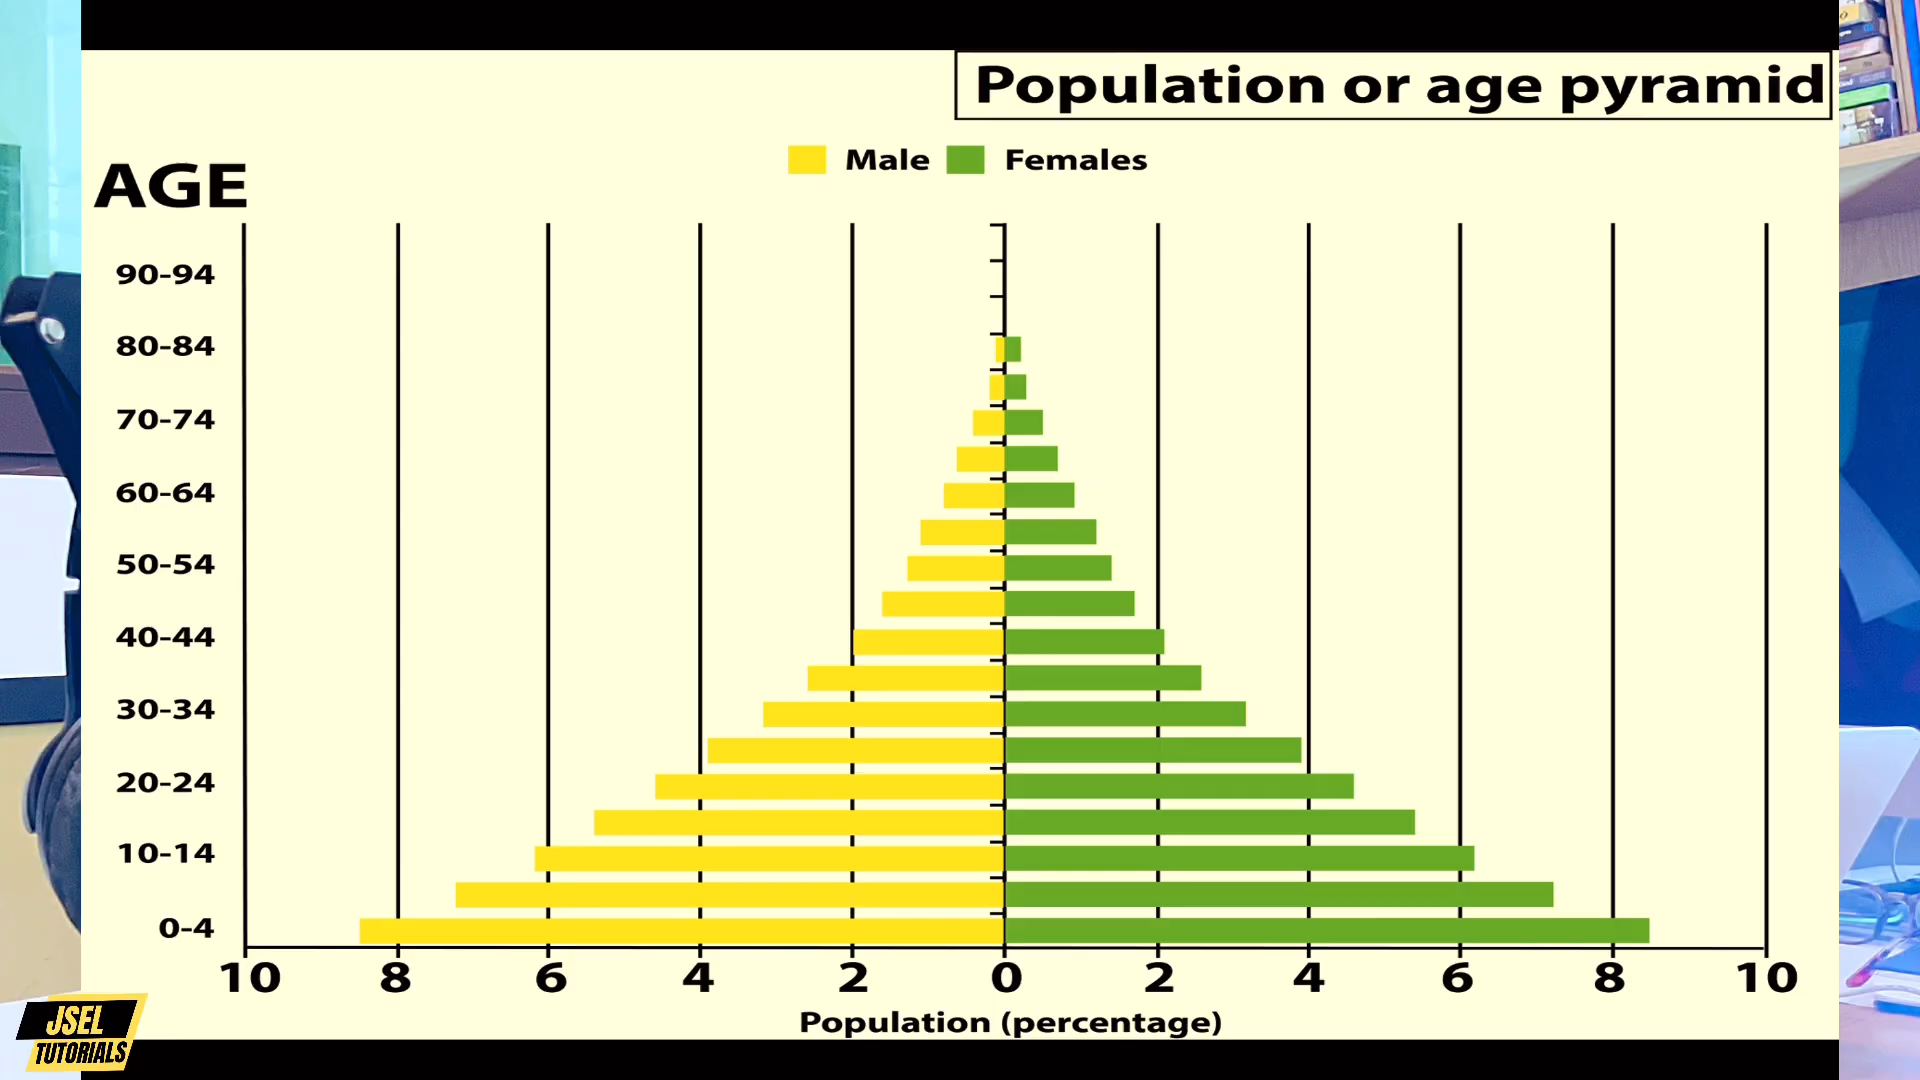 Population or age pyramid
Male Females
AGE
90-94
80-84
70-74
60-64
50-54
40-44
30-34
20-24
10-14
0-4
10 8 6 4 2 0 2 4 6 8 10
Population (percentage)
JSEL
TUTORIALS